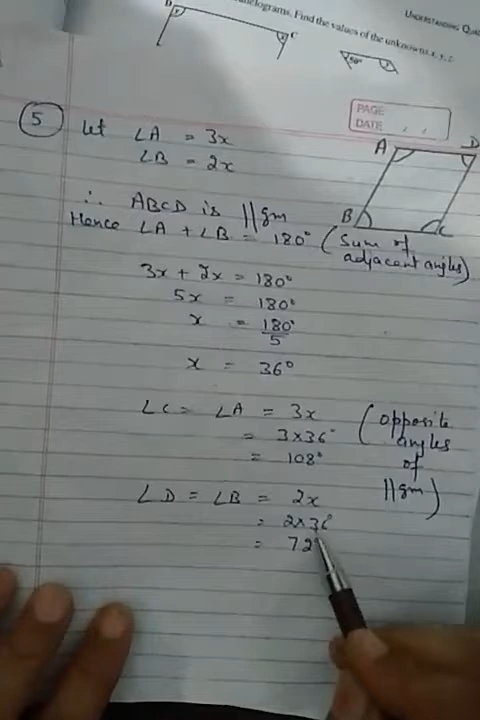 UNDERSTANDING
parallelograms. Find the values of the unknowns x, y, z.
C
50°
PAGE
DATE
5
Let ∠A = 3x
∠B = 2x
A
D
B
C
∴ ABCD is ||gm
Hence ∠A + ∠B = 180° (Sum of adjacent angles)
3x + 2x = 180°
5x = 180°
x = 180°/5
x = 36°
∠C = ∠A = 3x (opposite angles of ||gm)
= 3×36°
= 108°
∠D = ∠B = 2x
= 2×36°
= 72°